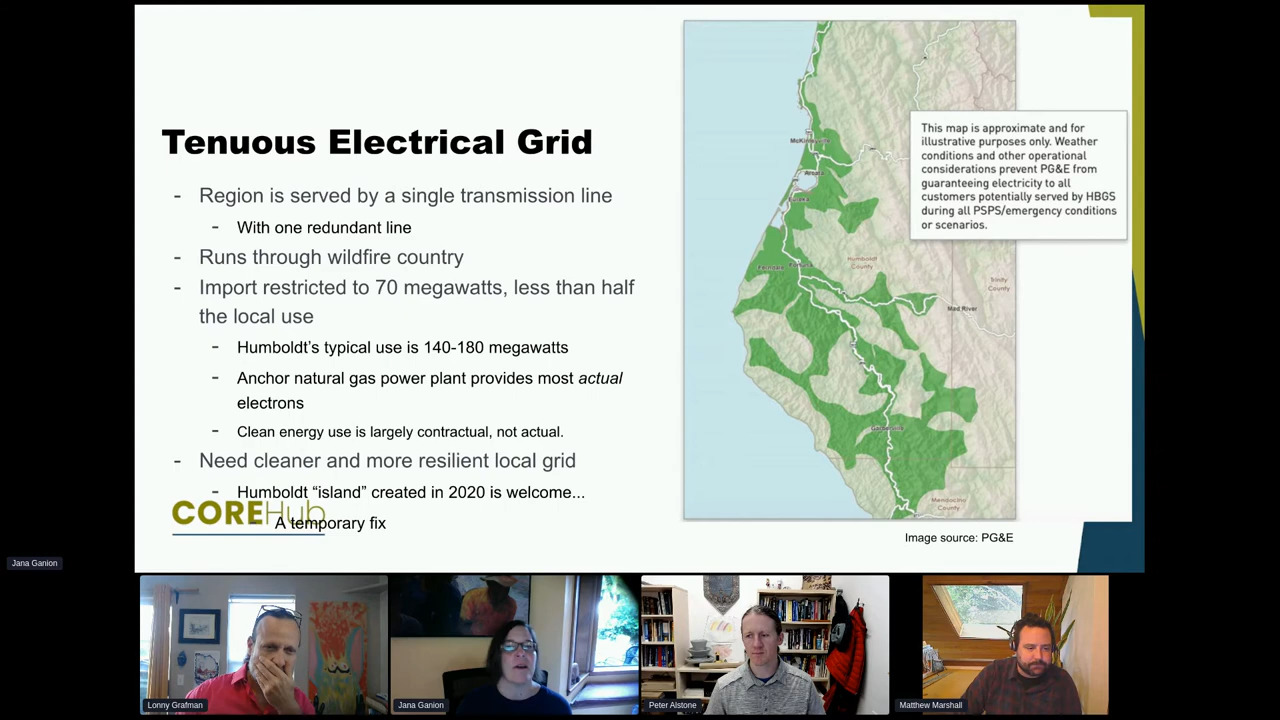 Tenuous Electrical Grid
- Region is served by a single transmission line
- With one redundant line
- Runs through wildfire country
- Import restricted to 70 megawatts, less than half
the local use
- Humboldt’s typical use is 140-180 megawatts
- Anchor natural gas power plant provides most actual
electrons
- Clean energy use is largely contractual, not actual.
- Need cleaner and more resilient local grid
- Humboldt “island” created in 2020 is welcome...
A temporary fix
COREHub
This map is approximate and for
illustrative purposes only. Weather
conditions and other operational
considerations prevent PG&E from
guaranteeing electricity to all
customers potentially served by HBGS
during all PSPS/emergency conditions
or scenarios.
McKinleyville
Arcata
Eureka
Ferndale
Fortuna
Humboldt
County
Trinity
County
Mad River
Garberville
Mendocino
County
Image source: PG&E
Jana Ganion
Lonny Grafman
Jana Ganion
Peter Alstone
Matthew Marshall